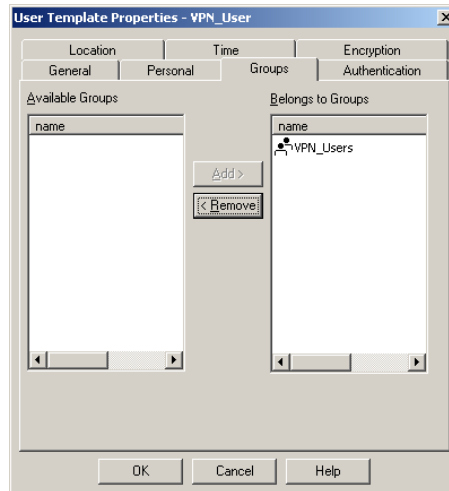 User Template Properties - VPN_User
Location Time Encryption
General Personal Groups Authentication
Available Groups Belongs to Groups
name name
VPN_Users
Add >
< Remove
OK Cancel Help